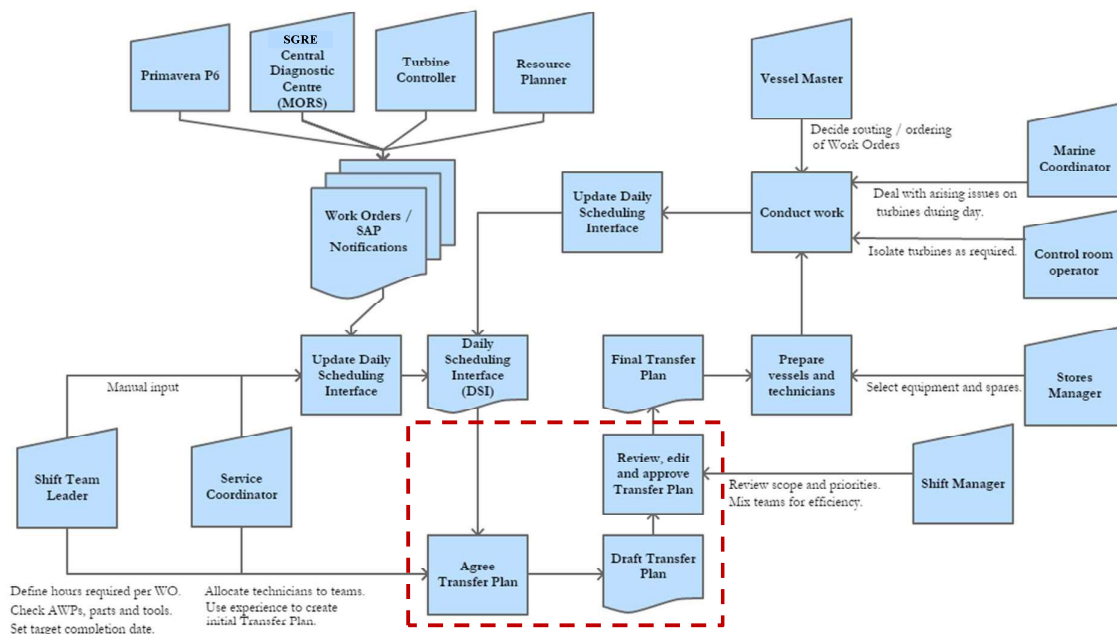 Primavera P6
SGRE
Central
Diagnostic
Centre
(MORS)
Turbine
Controller
Resource
Planner
Vessel Master
Decide routing / ordering
of Work Orders
Marine
Coordinator
Deal with arising issues on
turbines during day.
Work Orders /
SAP
Notifications
Update Daily
Scheduling
Interface
Conduct work
Isolate turbines as required.
Control room
operator
Manual input
Update Daily
Scheduling
Interface
Daily
Scheduling
Interface
(DSI)
Final Transfer
Plan
Prepare
vessels and
technicians
Select equipment and spares.
Stores
Manager
Shift Team
Leader
Service
Coordinator
Review, edit
and approve
Transfer Plan
Review scope and priorities.
Mix teams for efficiency.
Shift Manager
Agree
Transfer Plan
Draft Transfer
Plan
Define hours required per WO.
Check AWPs, parts and tools.
Set target completion date.
Allocate technicians to teams.
Use experience to create
initial Transfer Plan.